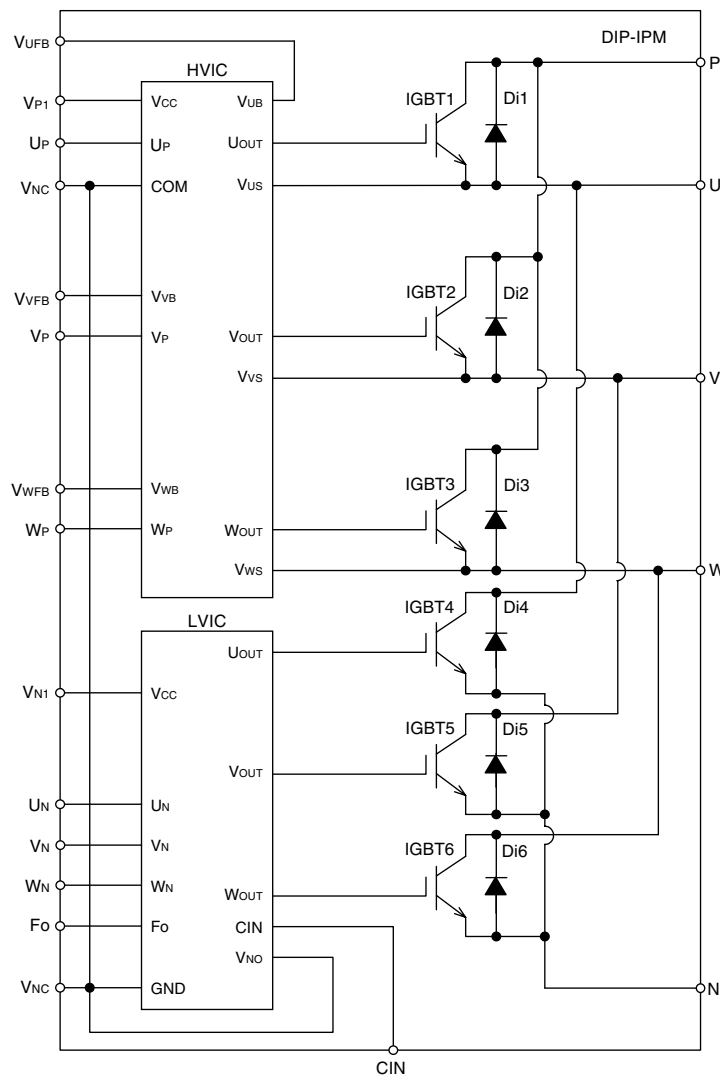 DIP-IPM
VUFB
HVIC
P
VP1
VCC
VUB
IGBT1
Di1
UP
UP
UOUT
VNC
COM
VUS
U
VVFB
VVB
IGBT2
Di2
VP
VP
VOUT
VVS
V
VWFB
VWB
IGBT3
Di3
WP
WP
WOUT
VWS
W
LVIC
IGBT4
Di4
UOUT
VN1
VCC
IGBT5
Di5
VOUT
UN
UN
VN
VN
IGBT6
Di6
WN
WN
WOUT
Fo
Fo
CIN
VNO
VNC
GND
N
CIN